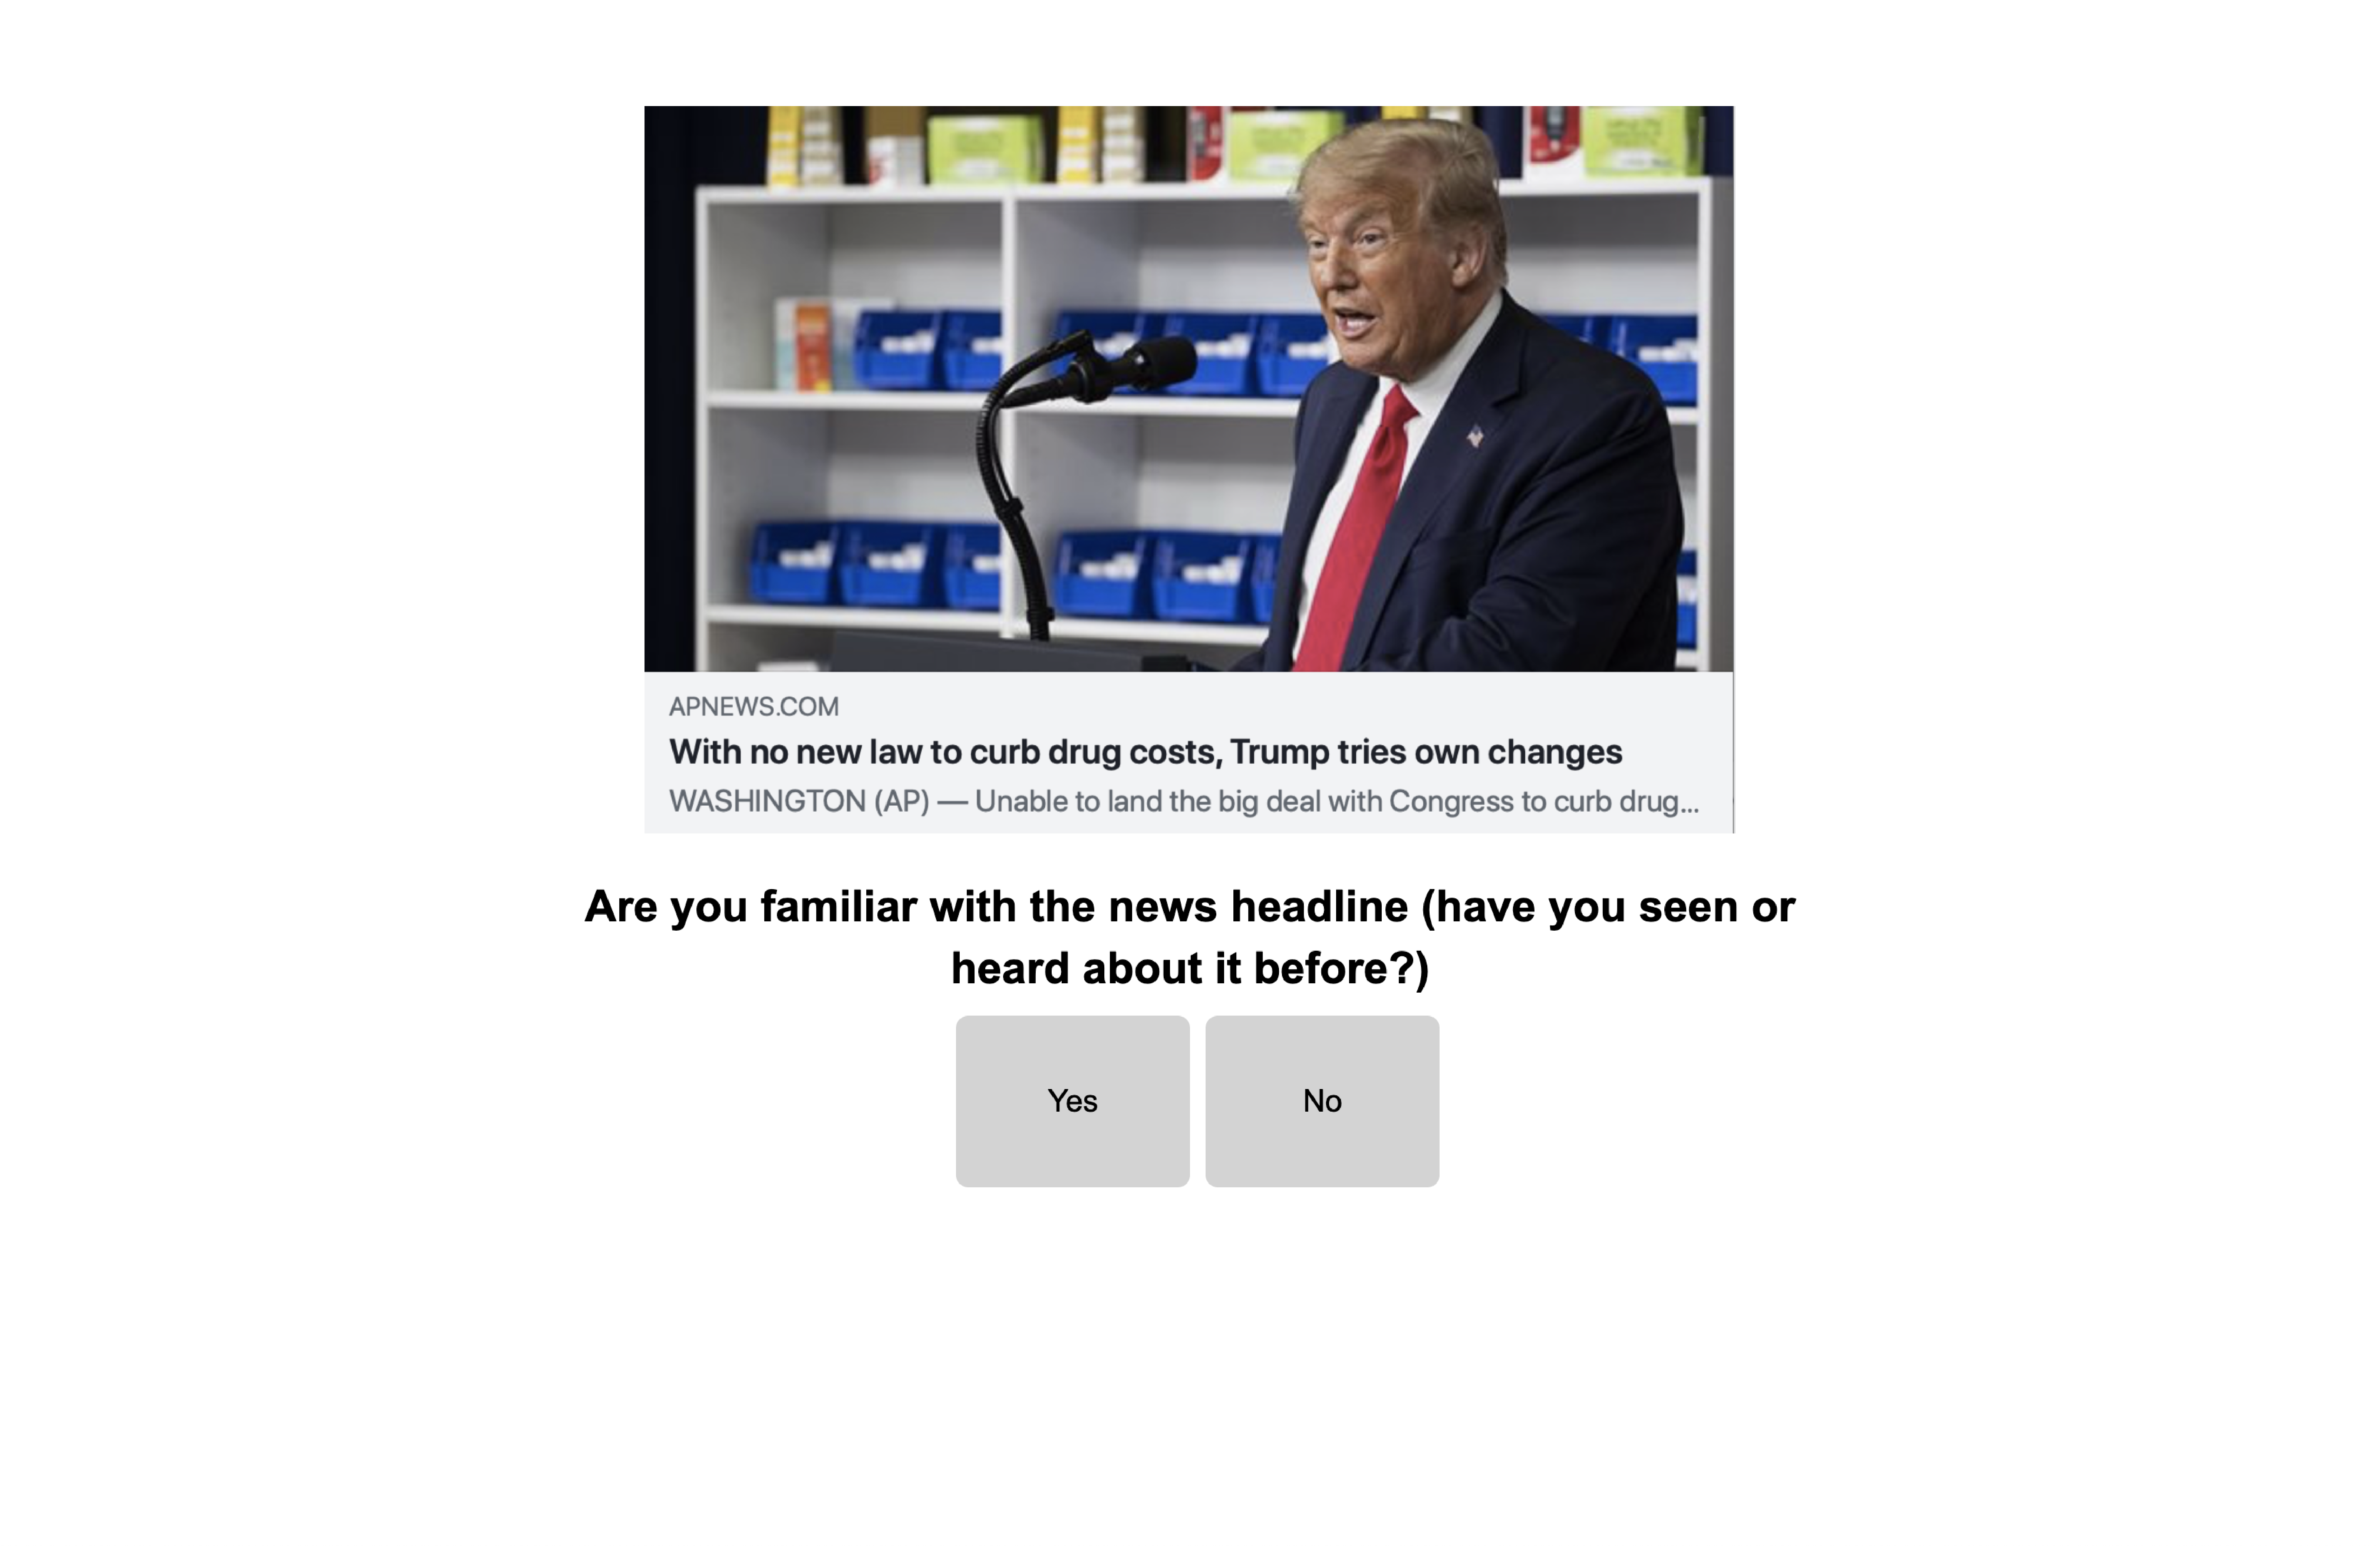 APNEWS.COM
With no new law to curb drug costs, Trump tries own changes
WASHINGTON (AP) — Unable to land the big deal with Congress to curb drug...
Are you familiar with the news headline (have you seen or
heard about it before?)
Yes
No